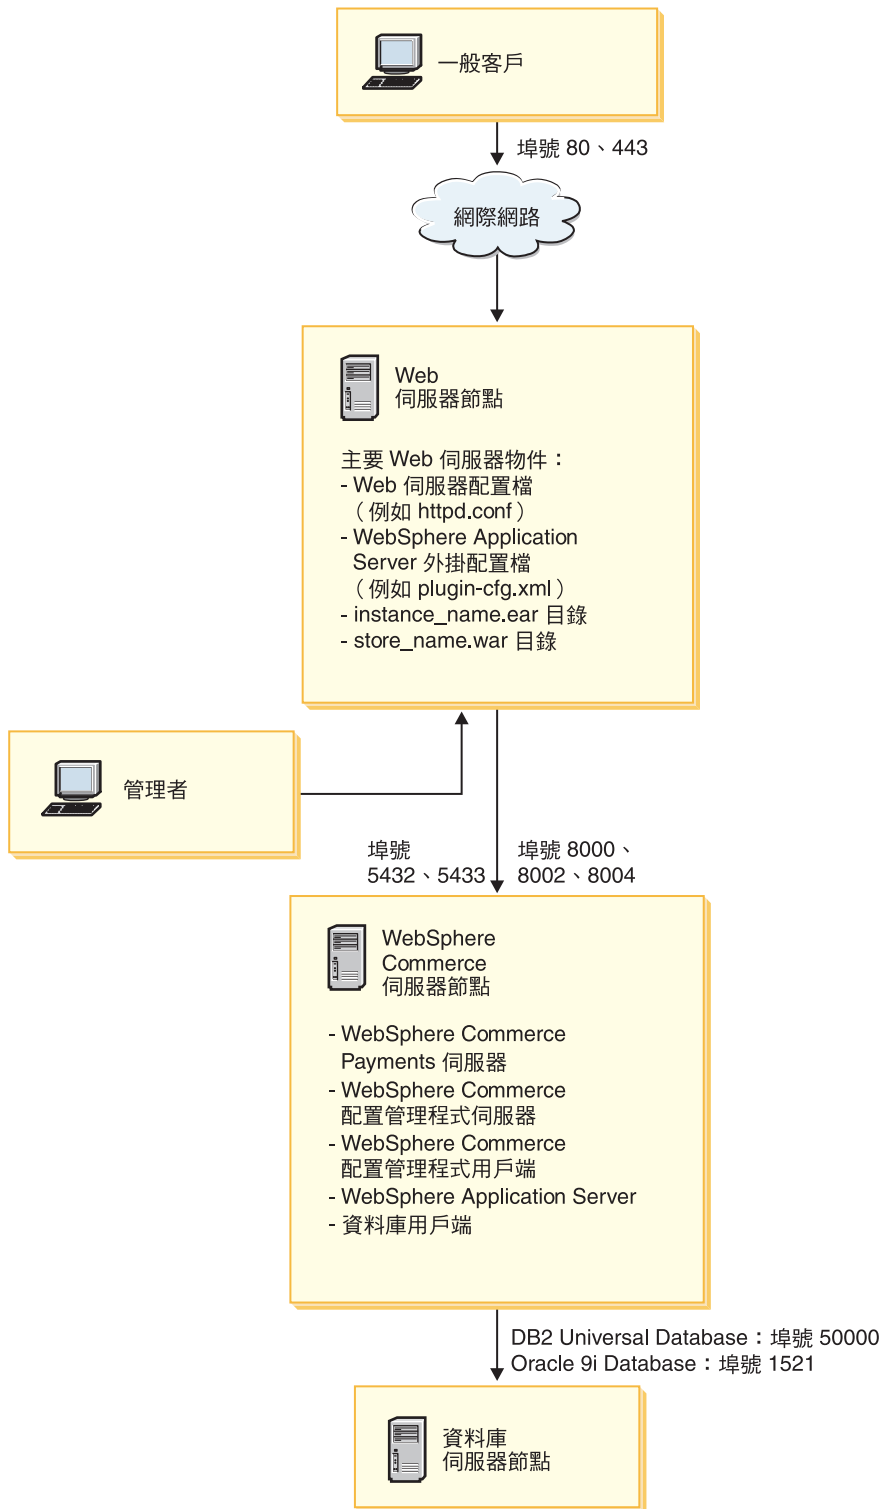 一般客戶
埠號 80、443
網際網路
Web
伺服器節點
主要 Web 伺服器物件：
- Web 伺服器配置檔
（例如 httpd.conf）
- WebSphere Application
Server 外掛配置檔
（例如 plugin-cfg.xml）
- instance_name.ear 目錄
- store_name.war 目錄
管理者
埠號
5432、5433
埠號 8000、
8002、8004
WebSphere
Commerce
伺服器節點
- WebSphere Commerce
Payments 伺服器
- WebSphere Commerce
配置管理程式伺服器
- WebSphere Commerce
配置管理程式用戶端
- WebSphere Application Server
- 資料庫用戶端
DB2 Universal Database：埠號 50000
Oracle 9i Database：埠號 1521
資料庫
伺服器節點